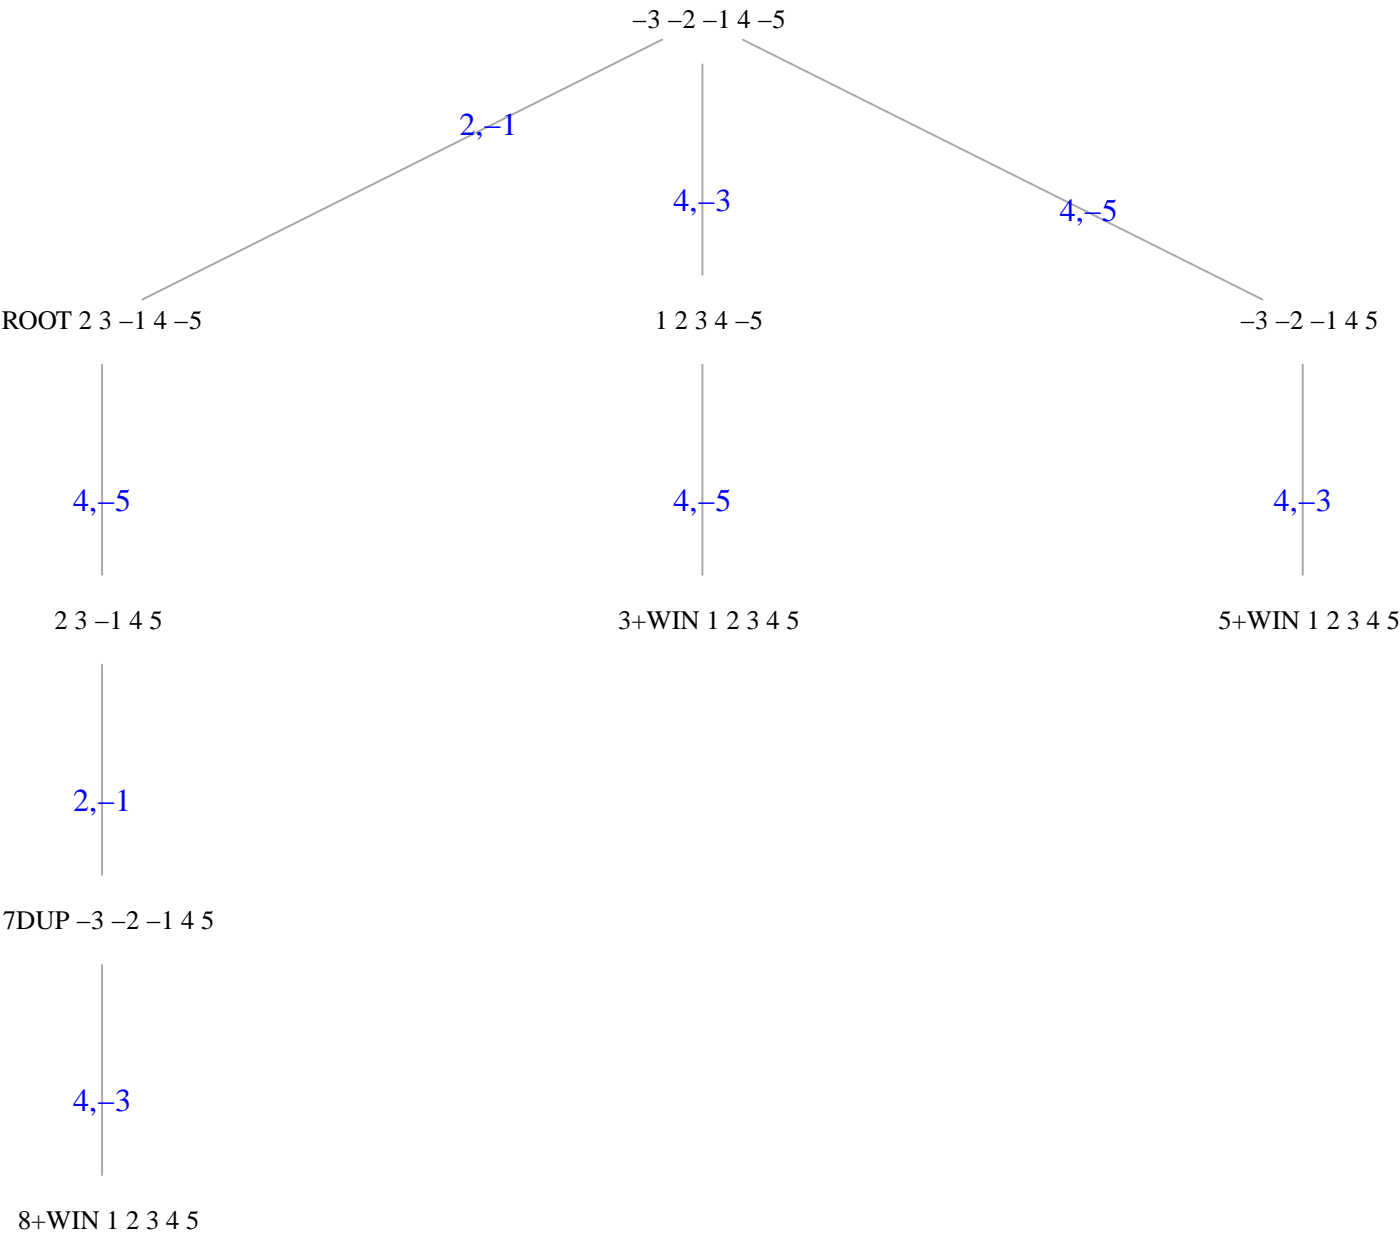 –3 –2 –1 4 –5
2,–1
4,–3
4,–5
ROOT 2 3 –1 4 –5
1 2 3 4 –5
–3 –2 –1 4 5
4,–5
4,–5
4,–3
2 3 –1 4 5
3+WIN 1 2 3 4 5
5+WIN 1 2 3 4 5
2,–1
7DUP –3 –2 –1 4 5
4,–3
8+WIN 1 2 3 4 5